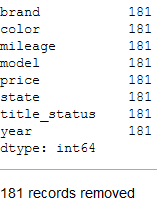 brand 181
color 181
mileage 181
model 181
price 181
state 181
title_status 181
year 181
dtype: int64
181 records removed